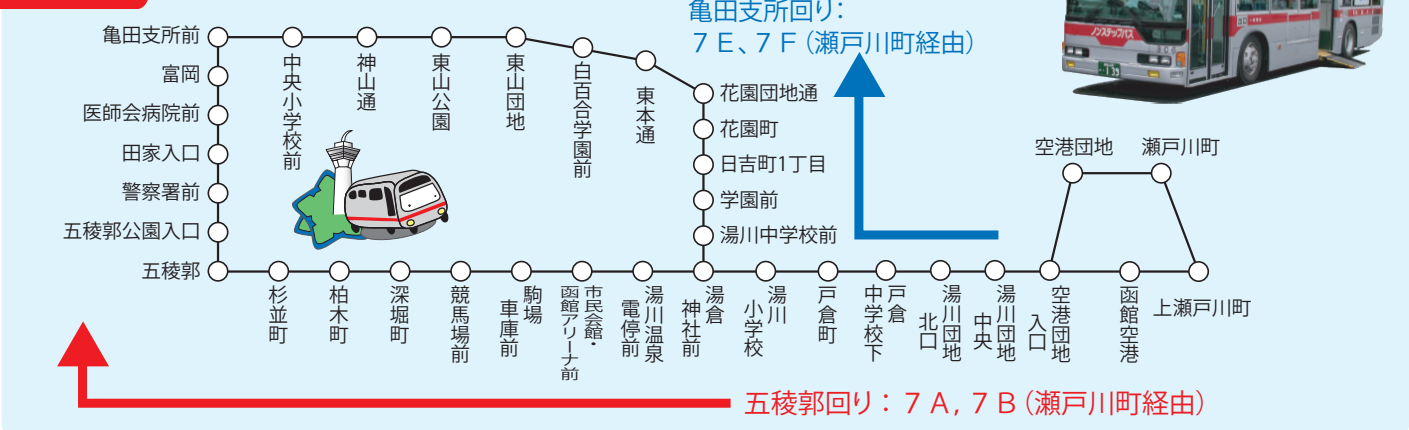 亀田支所回り：
７Ｅ、７Ｆ（瀬戸川町経由）
亀田支所前
富岡
医師会病院前
田家入口
警察署前
五稜郭公園入口
五稜郭
中央小学校前
神山通
東山公園
東山団地
白百合学園前
東本通
花園団地通
花園町
日吉町1丁目
学園前
湯川中学校前
ノンステップバス
空港団地
瀬戸川町
杉並町
柏木町
深堀町
競馬場前
駒場
車庫前
市民会館・
函館アリーナ前
湯川温泉
電停前
湯倉
神社前
湯川
小学校
戸倉町
戸倉
中学校下
湯川団地
北口
湯川団地
中央
空港団地
入口
函館空港
上瀬戸川町
五稜郭回り：７Ａ，７Ｂ（瀬戸川町経由）